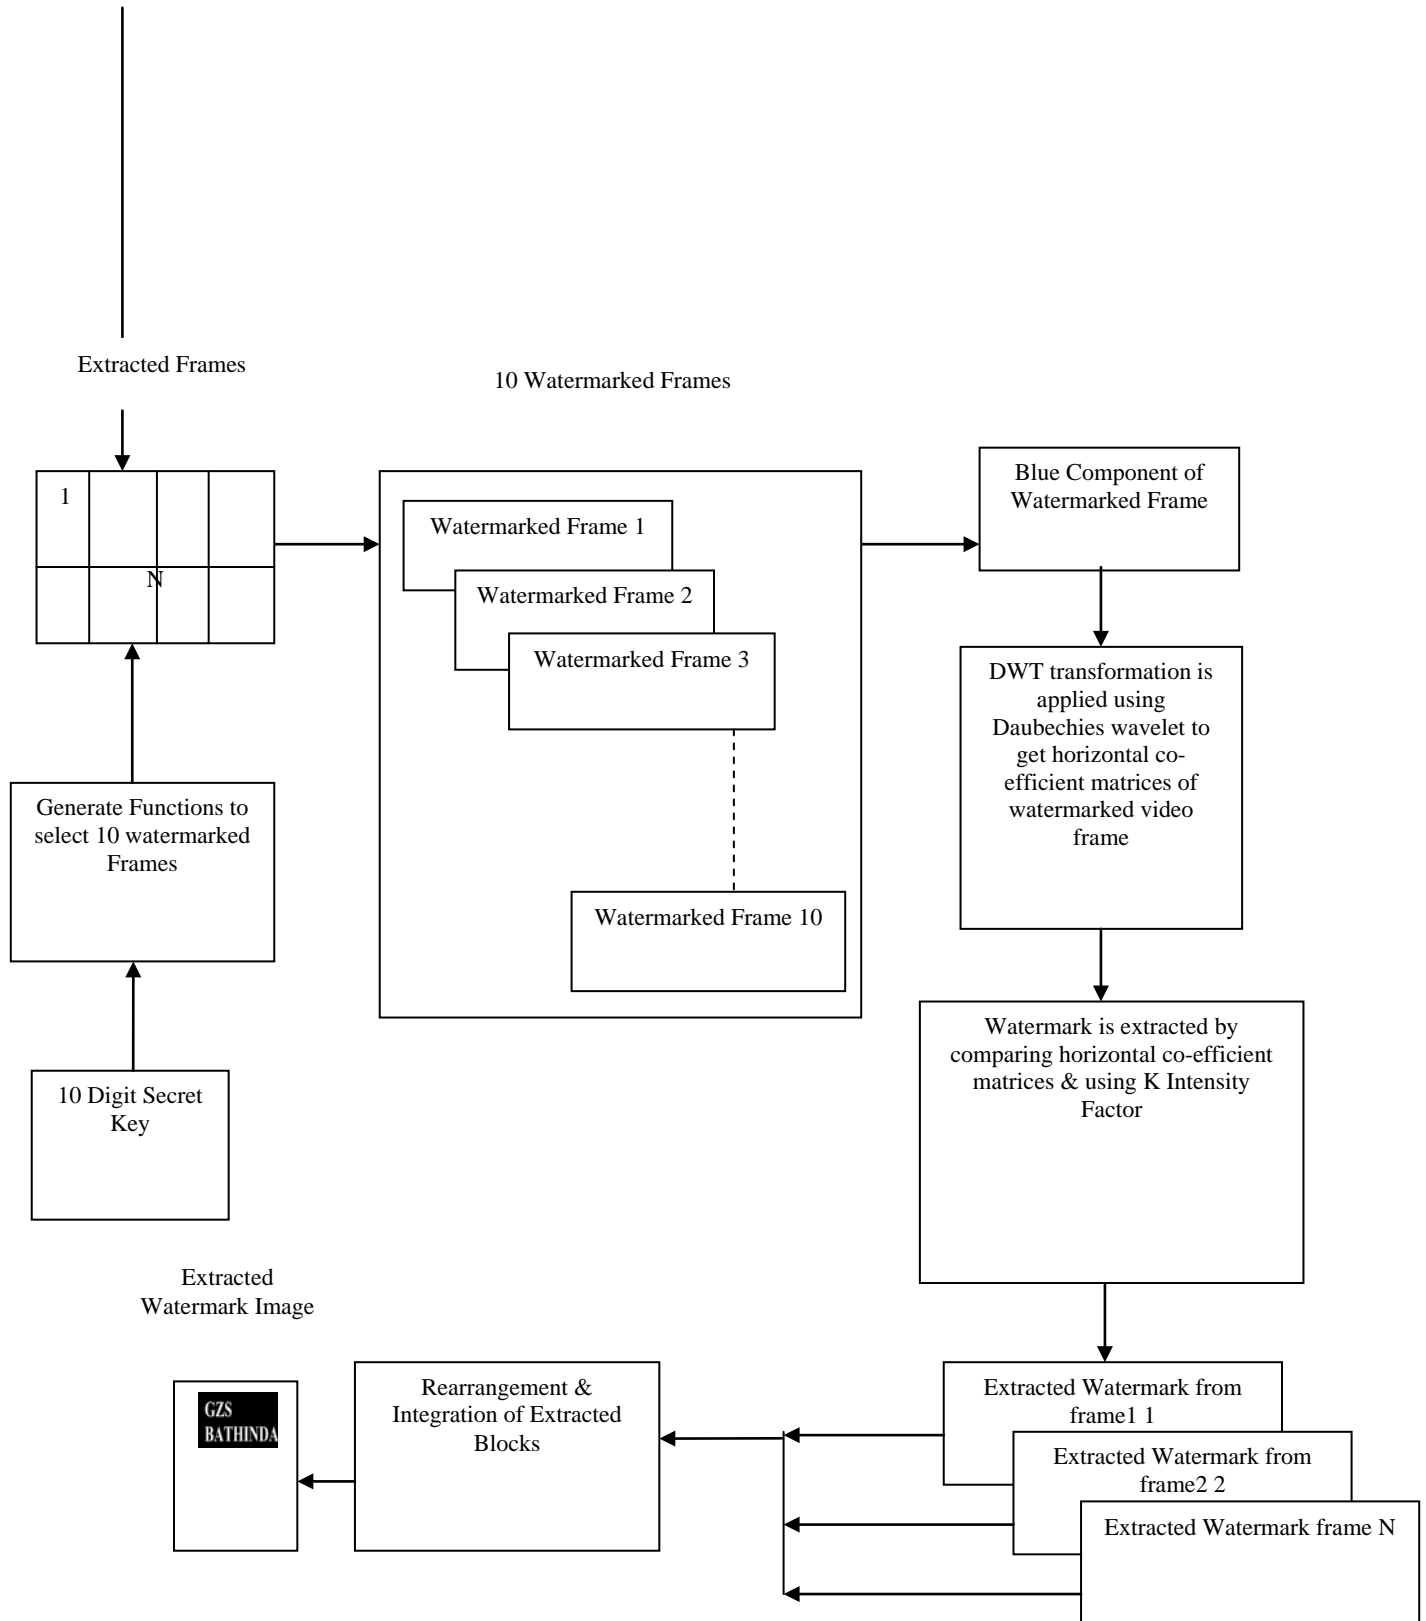 Extracted Frames
10 Watermarked Frames
1
N
Watermarked Frame 1
Watermarked Frame 2
Watermarked Frame 3
Watermarked Frame 10
Blue Component of
Watermarked Frame
DWT transformation is
applied using
Daubechies wavelet to
get horizontal co-
efficient matrices of
watermarked video
frame
Generate Functions to
select 10 watermarked
Frames
10 Digit Secret
Key
Watermark is extracted by
comparing horizontal co-efficient
matrices & using K Intensity
Factor
Extracted
Watermark Image
GZS
BATHINDA
Rearrangement &
Integration of Extracted
Blocks
Extracted Watermark from
frame1 1
Extracted Watermark from
frame2 2
Extracted Watermark frame N